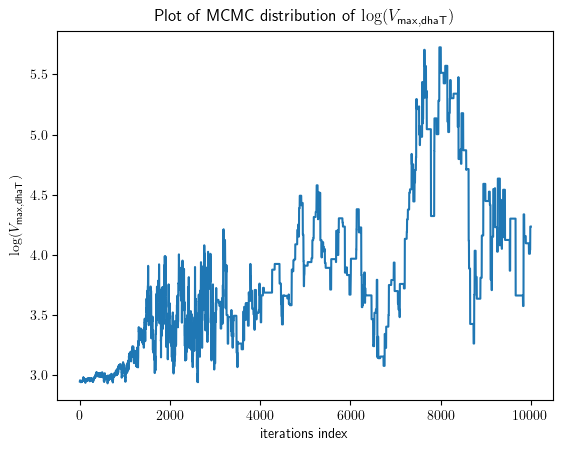 Plot of MCMC distribution of log(V_max,dhaT)
log(V_max,dhaT)
5.5
5.0
4.5
4.0
3.5
3.0
0 2000 4000 6000 8000 10000
iterations index